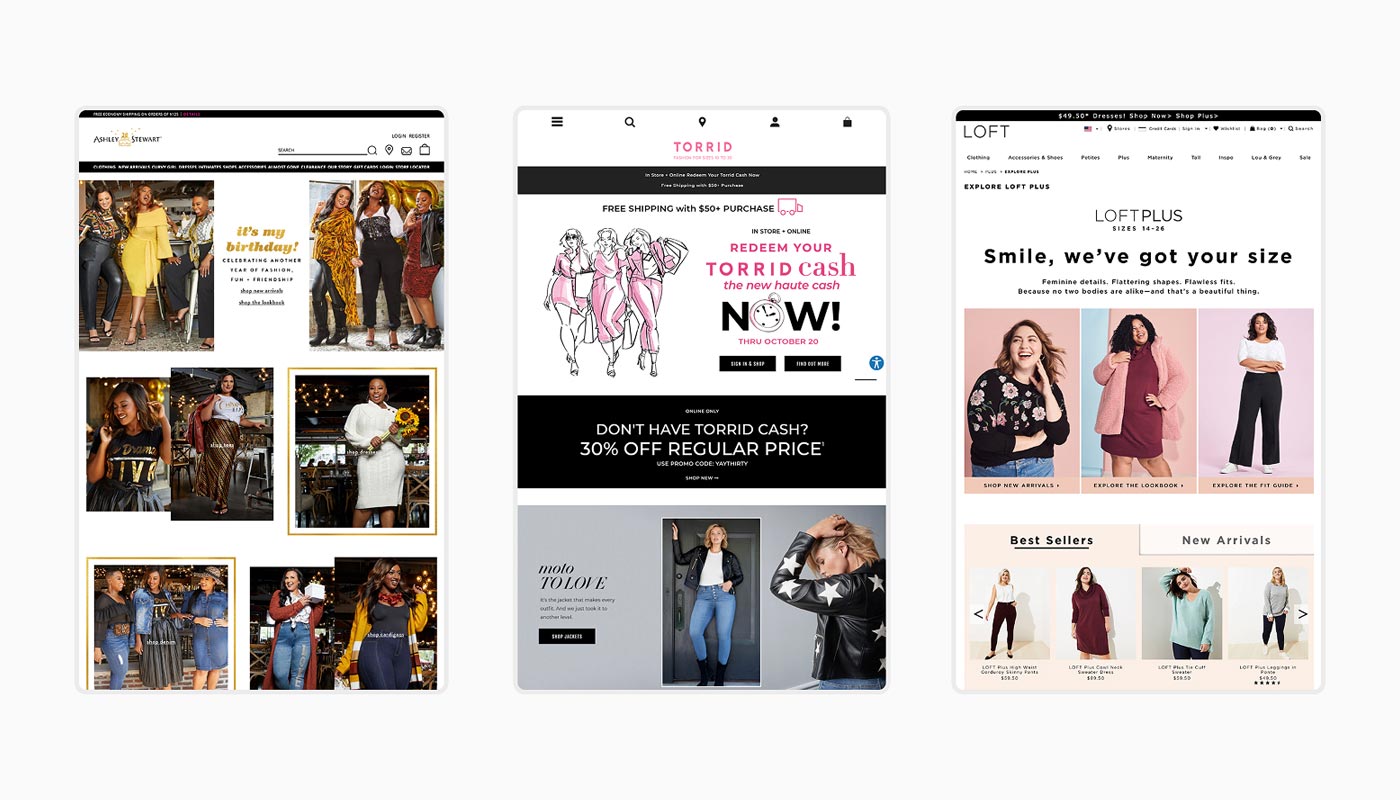 FREE ECONOMY SHIPPING ON ORDERS OF $125 | DETAILS
ASHLEY STEWART
LOGIN REGISTER
SEARCH
CLOTHING NEW ARRIVALS CURVY GIRL DRESSES INTIMATES SHOPS ACCESSORIES ALMOST GONE CLEARANCE OUR STORY GIFT CARDS LOGIN STORE LOCATER
it's my
birthday!
CELEBRATING ANOTHER
YEAR OF FASHION,
FUN + FRIENDSHIP
shop new arrivals
shop the lookbook
shop tees
shop dresses
shop denim
shop cardigans
TORRID
FASHION FOR SIZES 10 TO 30
In Store + Online Redeem Your Torrid Cash Now
Free Shipping with $50+ Purchase
FREE SHIPPING with $50+ PURCHASE
IN STORE + ONLINE
REDEEM YOUR
TORRID cash
the new haute cash
NOW!
THRU OCTOBER 20
SIGN IN & SHOP
FIND OUT MORE
ONLINE ONLY
DON'T HAVE TORRID CASH?
30% OFF REGULAR PRICE
USE PROMO CODE: YAYTHIRTY
SHOP NEW
moto
TO LOVE
It's the jacket that makes every
outfit. And we just took it to
another level.
SHOP JACKETS
$49.50* Dresses! Shop Now> Shop Plus>
LOFT
Stores | Credit Cards | Sign In | Wishlist | Bag (0) Search
Clothing Accessories & Shoes Petites Plus Maternity Tall Inspo Lou & Grey Sale
HOME PLUS EXPLORE PLUS
EXPLORE LOFT PLUS
LOFTPLUS
SIZES 14-26
Smile, we've got your size
Feminine details. Flattering shapes. Flawless fits.
Because no two bodies are alike—and that's a beautiful thing.
SHOP NEW ARRIVALS ›
EXPLORE THE LOOKBOOK ›
EXPLORE THE FIT GUIDE ›
Best Sellers
New Arrivals
<
>
LOFT Plus High Waist
Corduroy Skinny Pants
$59.50
LOFT Plus Cowl Neck
Sweater Dress
$89.50
LOFT Plus Tie Cuff
Sweater
$59.50
LOFT Plus Leggings in
Ponte
$49.50